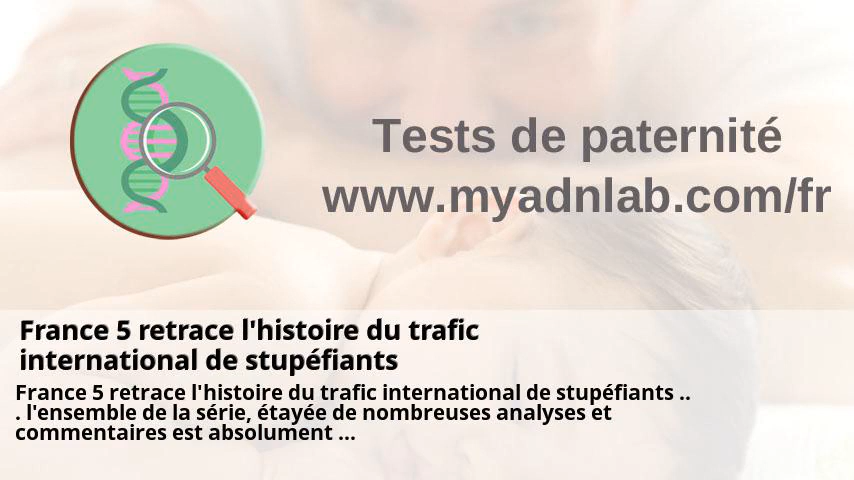 Tests de paternité
www.myadnlab.com/fr
France 5 retrace l'histoire du trafic
international de stupéfiants
France 5 retrace l'histoire du trafic international de stupéfiants ..
. l'ensemble de la série, étayée de nombreuses analyses et
commentaires est absolument ...